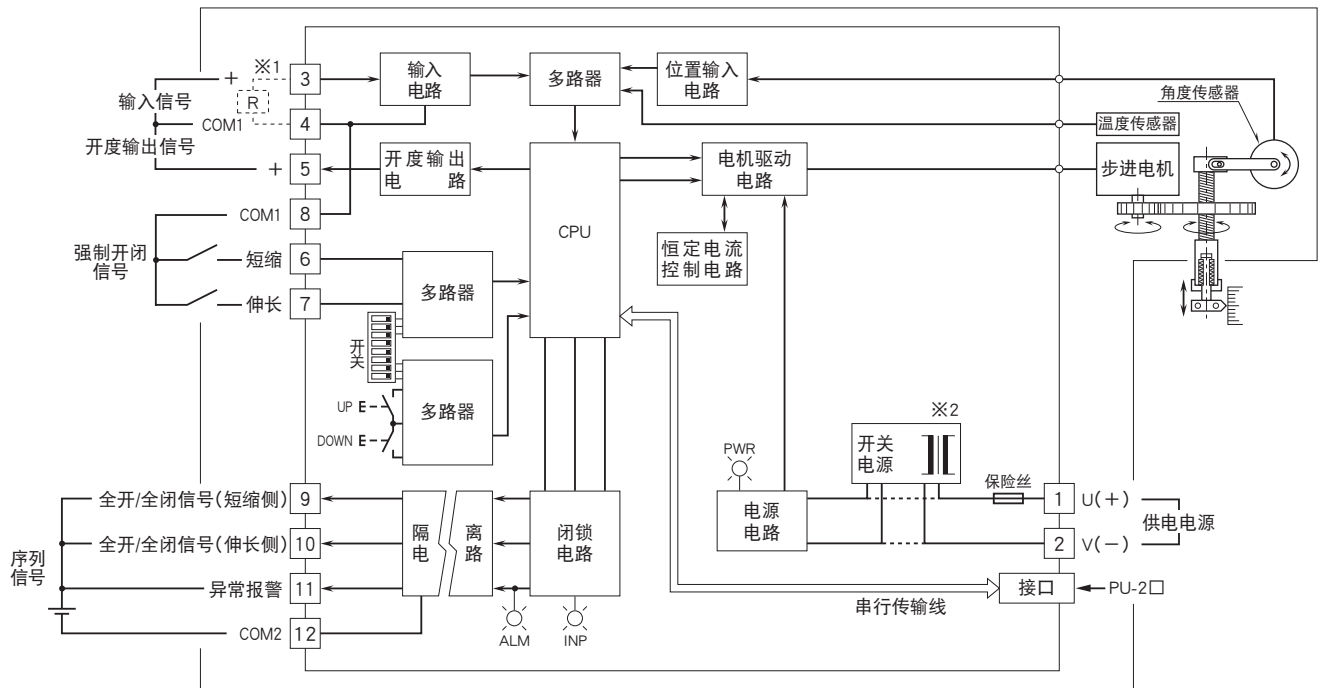 ※1
+
输入信号
R
COM1
开度输出信号
+
COM1
强制开闭
信号
短缩
伸长
3
4
5
8
6
7
输入
电路
多路器
位置输入
电路
角度传感器
温度传感器
开度输出
电 路
CPU
电机驱动
电路
步进电机
恒定电流
控制电路
多路器
开关
UP
DOWN
多路器
※2
开关
电源
PWR
保险丝
电源
电路
1
U(+)
供电电源
2
V(−)
全开/全闭信号(短缩侧)
9
全开/全闭信号(伸长侧)
10
序列
信号
异常报警
11
COM2
12
隔 离
电 路
闭锁
电路
ALM
INP
串行传输线
接口
PU-2□